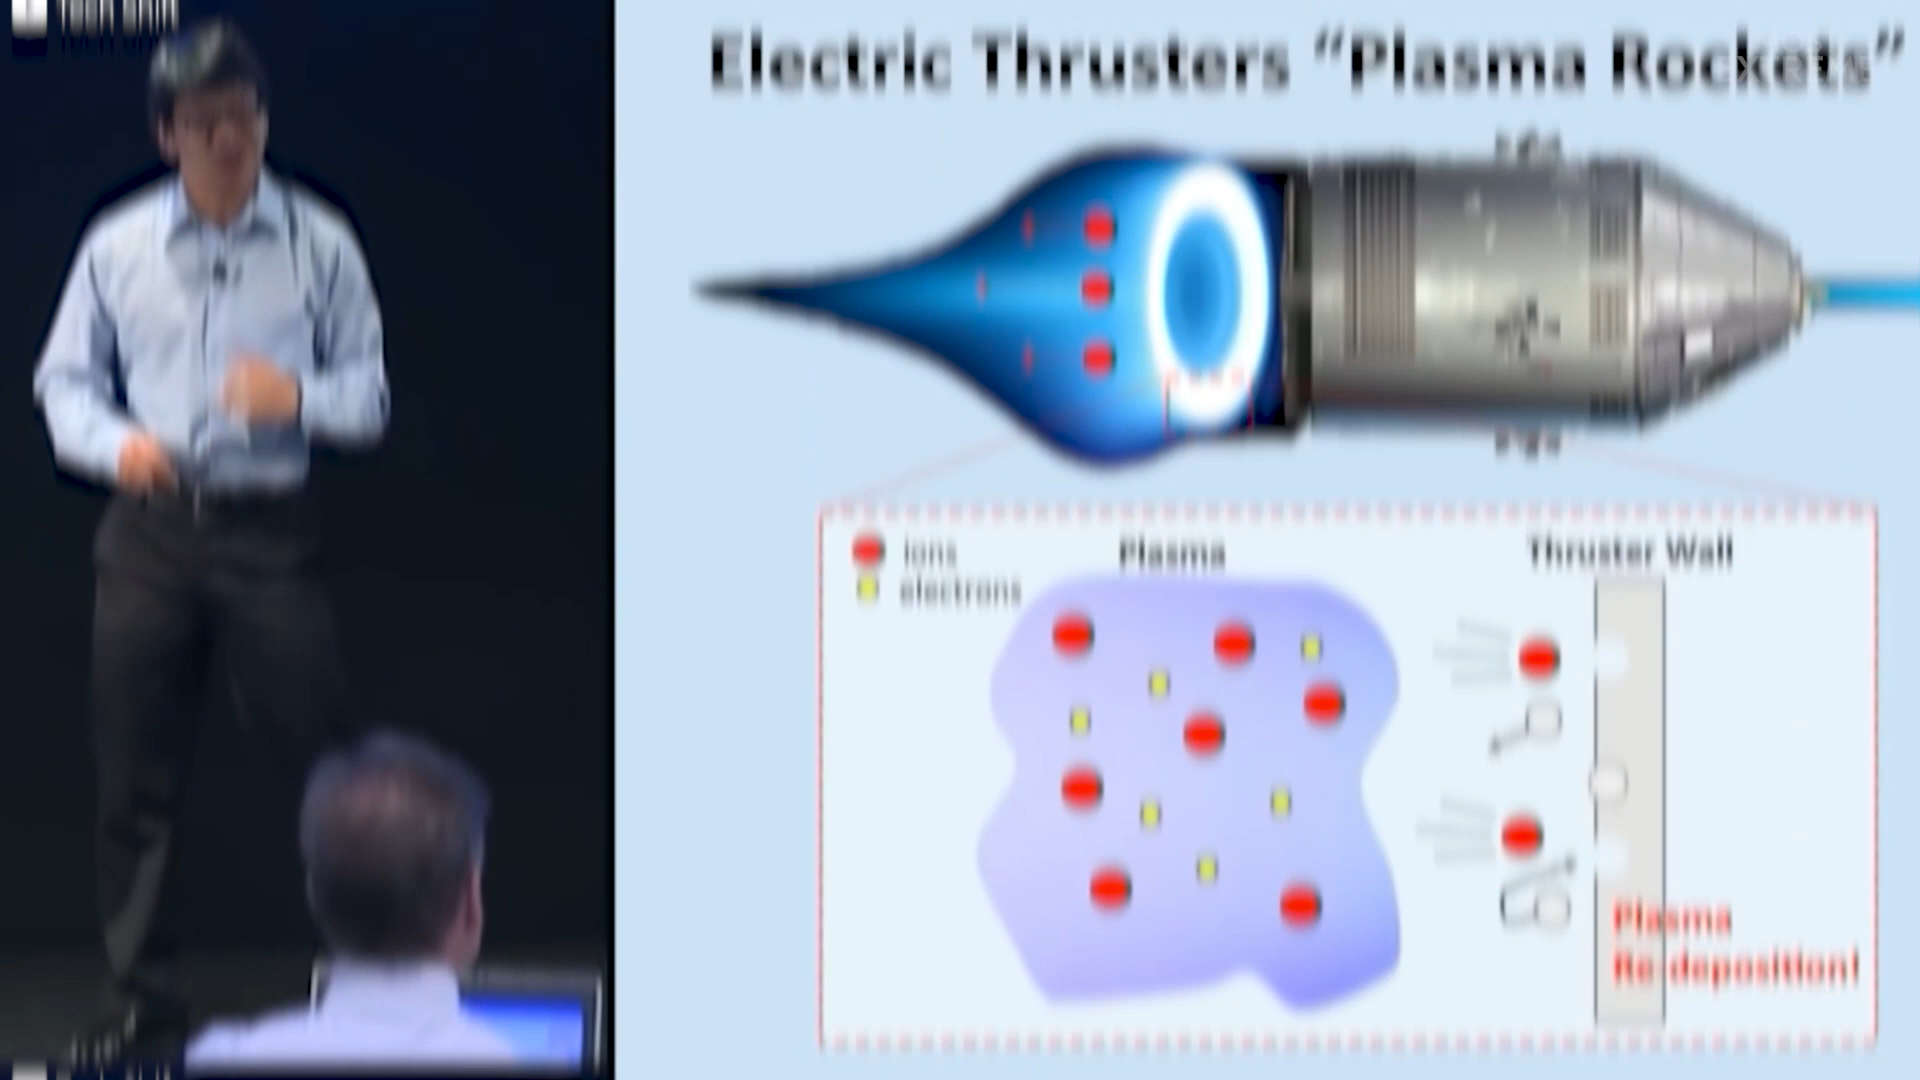 Electric Thrusters “Plasma Rockets”
ions
electrons
Plasma
Thruster Wall
Plasma
Re-deposition!